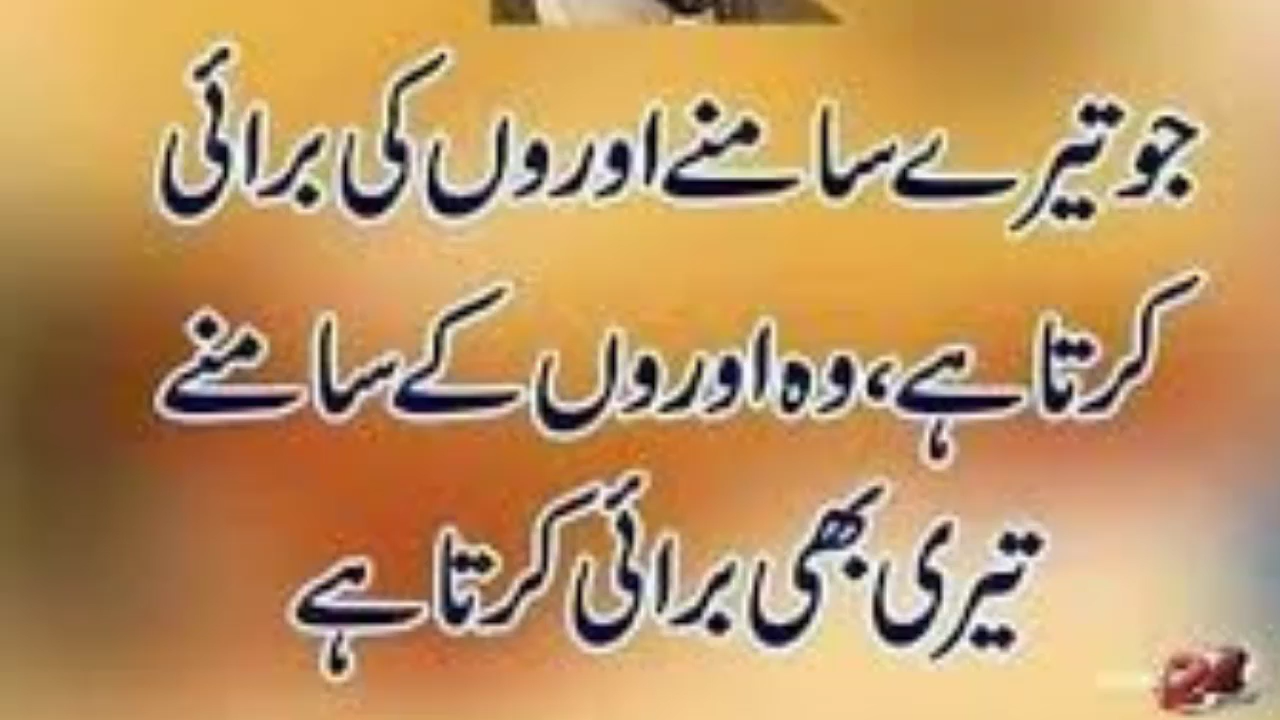 جو تیرے سامنے اوروں کی برائی
کرتا ہے، وہ اوروں کے سامنے
تیری بھی برائی کرتا ہے